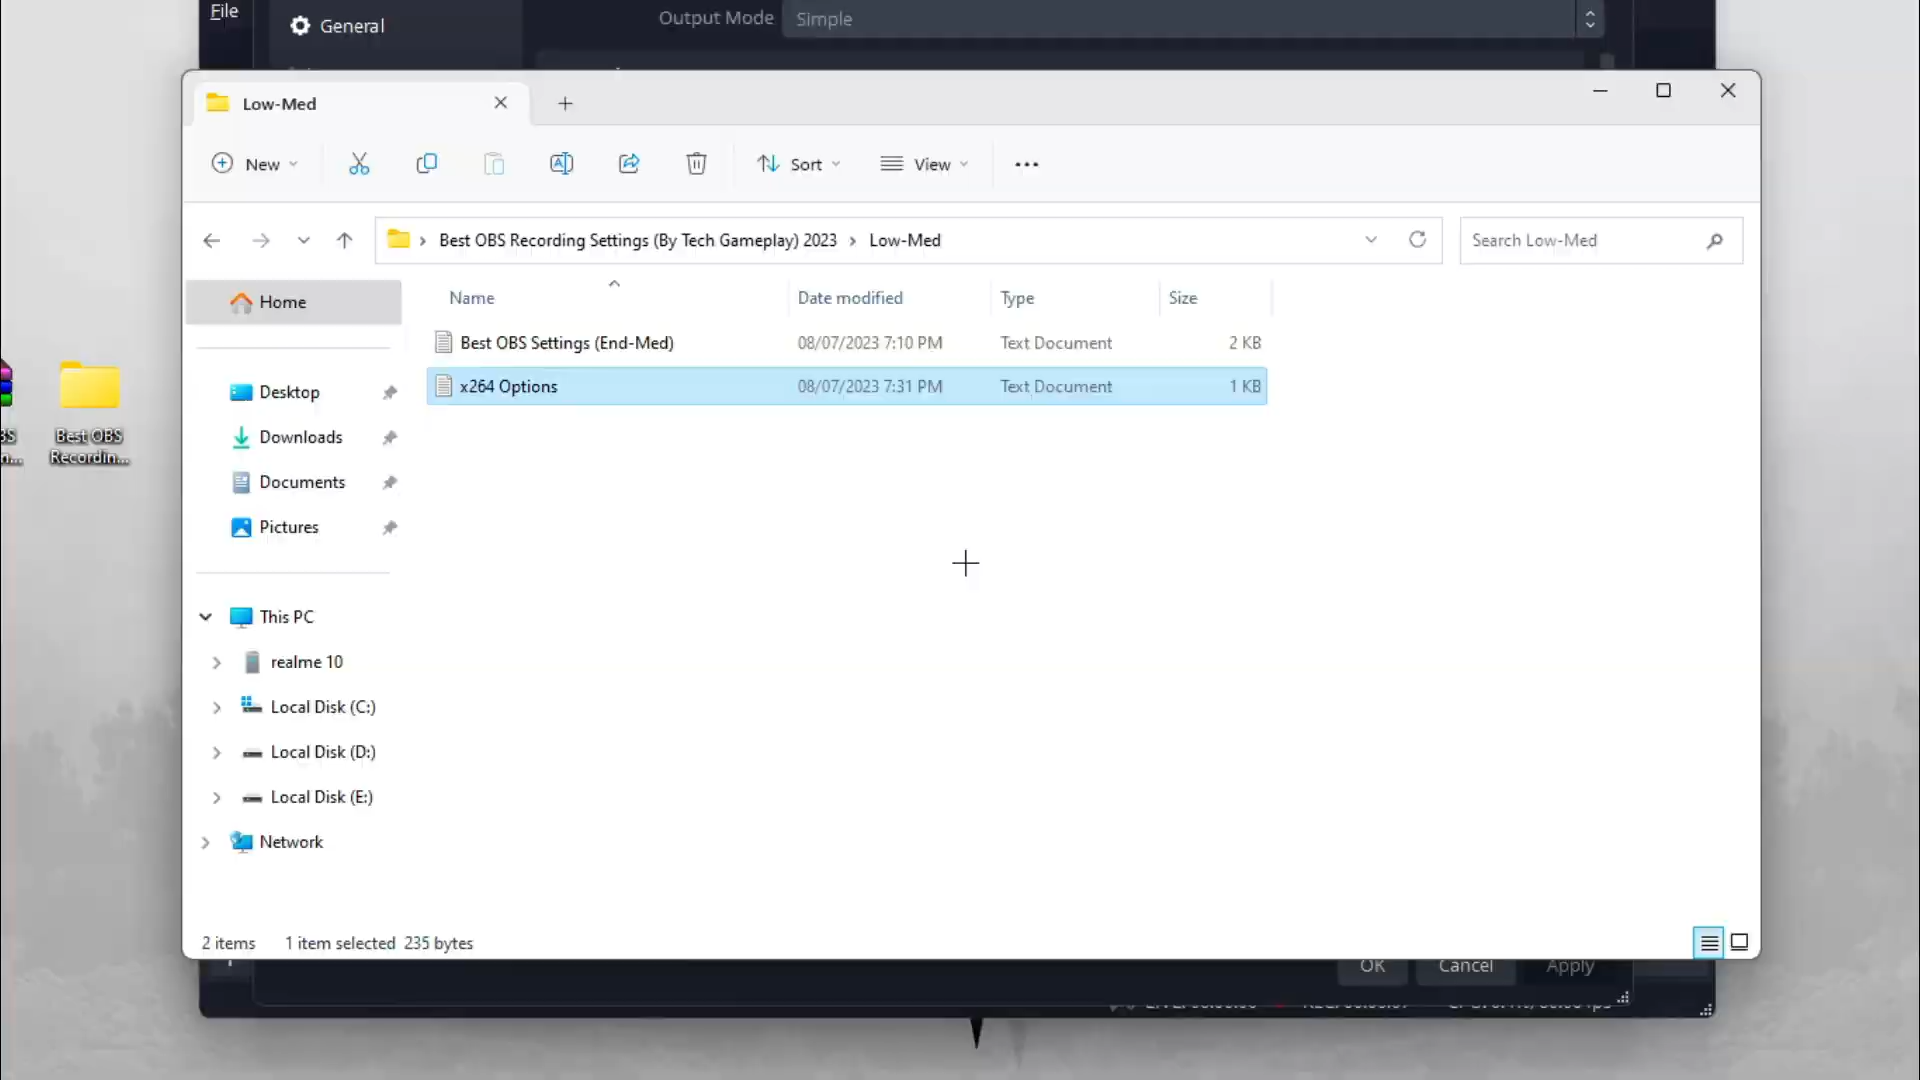 File
General
Output Mode
Simple
Low-Med
New
Sort
View
Best OBS Recording Settings (By Tech Gameplay) 2023
Low-Med
Search Low-Med
Home
Name
Date modified
Type
Size
Best OBS Settings (End-Med)
08/07/2023 7:10 PM
Text Document
2 KB
x264 Options
08/07/2023 7:31 PM
Text Document
1 KB
Desktop
Downloads
Documents
Pictures
This PC
realme 10
Local Disk (C:)
Local Disk (D:)
Local Disk (E:)
Network
Best OBS
Recordin...
2 items
1 item selected 235 bytes
OK
Cancel
Apply